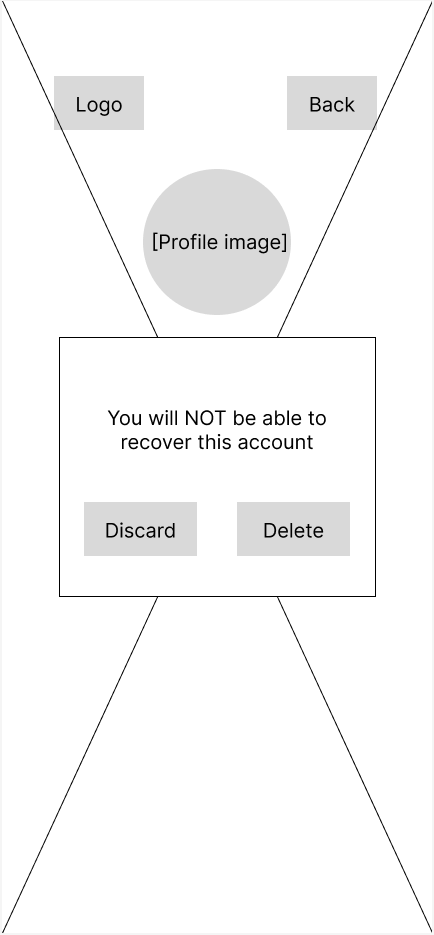 Logo
Back
[Profile image]
You will NOT be able to
recover this account
Discard
Delete